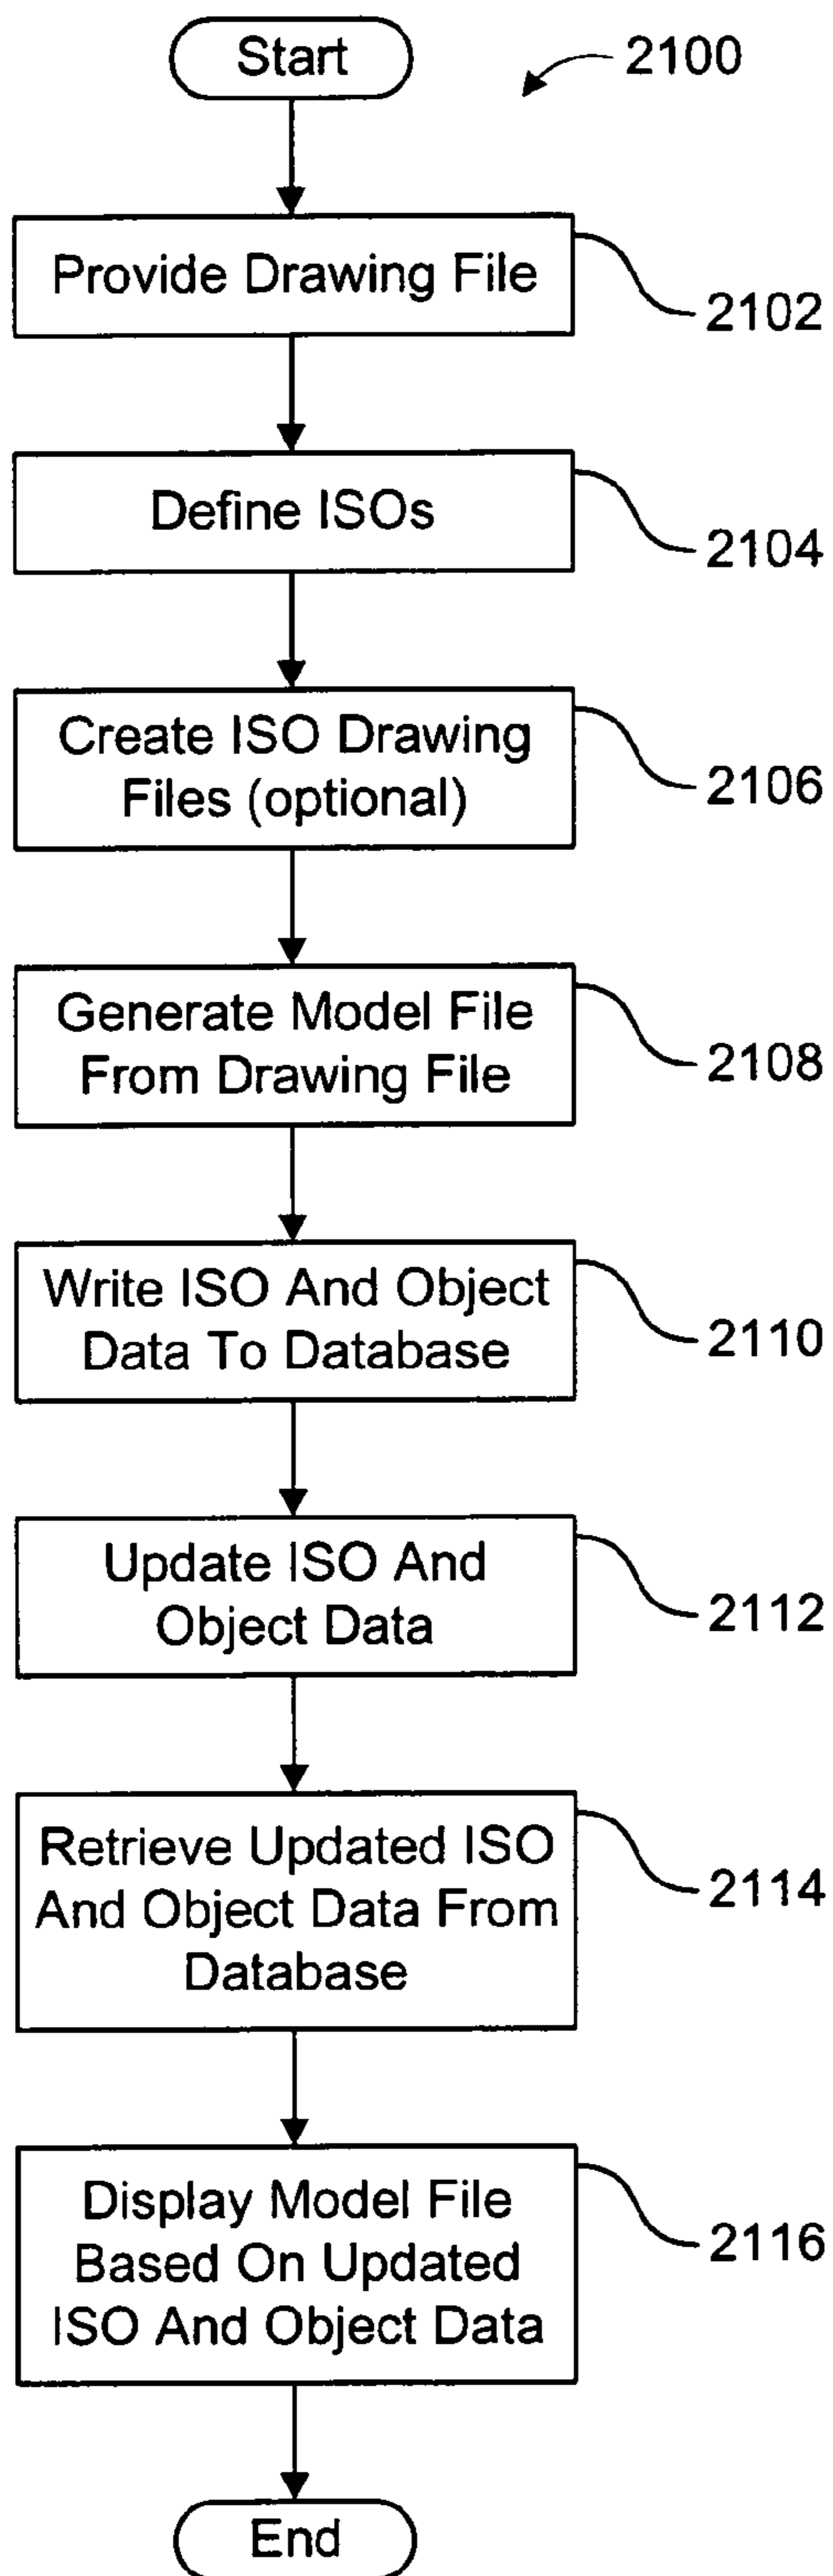 Start
2100
Provide Drawing File
2102
Define ISOs
2104
Create ISO Drawing
Files (optional)
2106
Generate Model File
From Drawing File
2108
Write ISO And Object
Data To Database
2110
Update ISO And
Object Data
2112
Retrieve Updated ISO
And Object Data From
Database
2114
Display Model File
Based On Updated
ISO And Object Data
2116
End